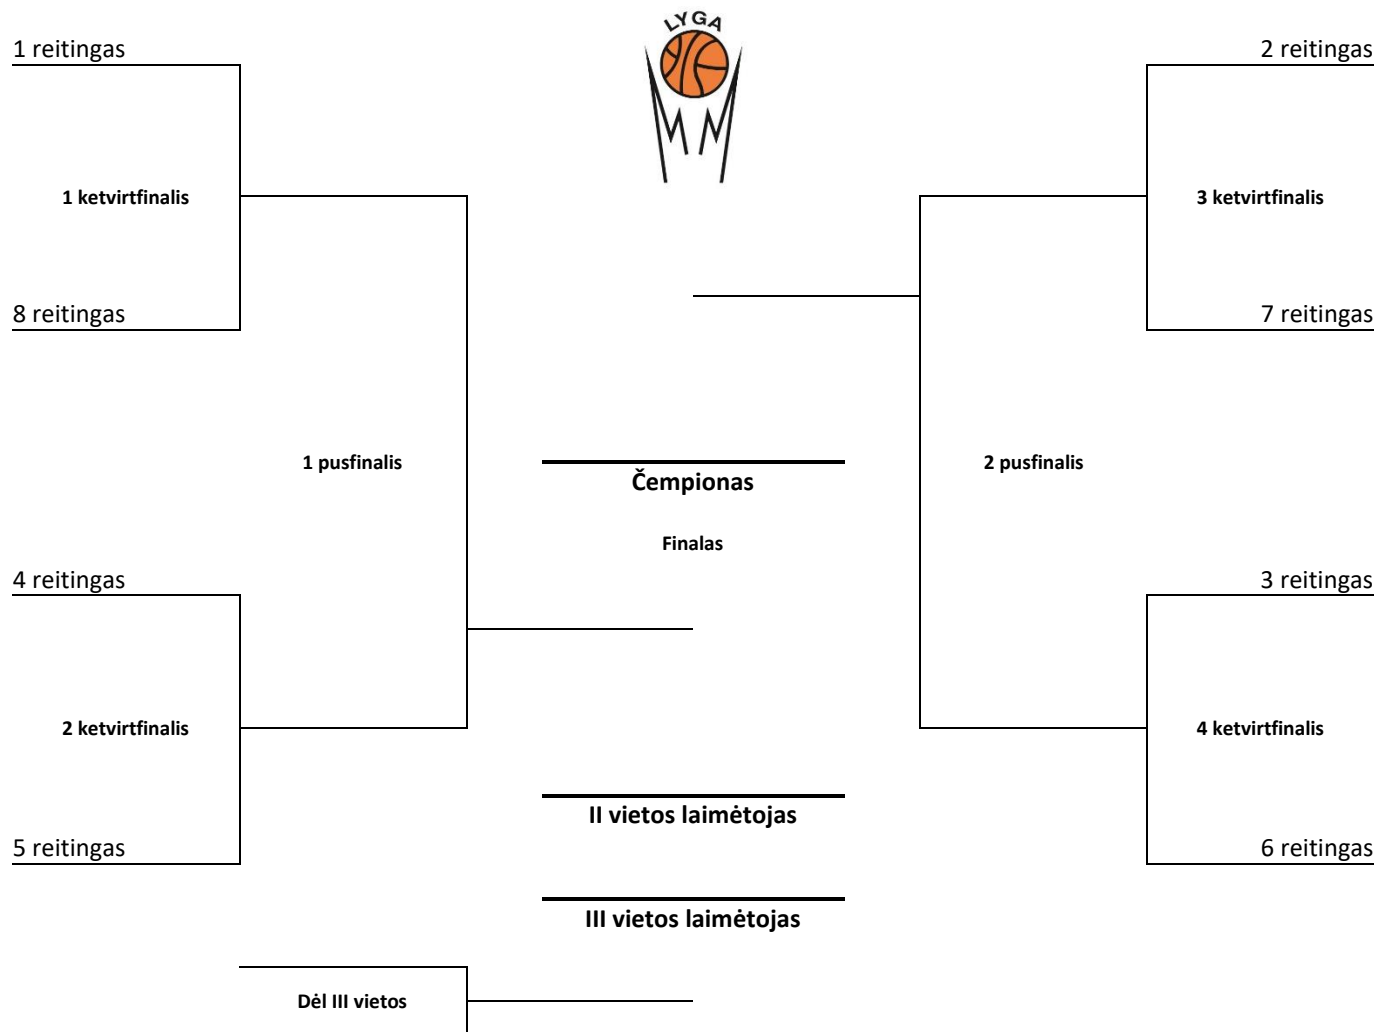 LYGA
1 reitingas
2 reitingas
1 ketvirtfinalis
3 ketvirtfinalis
8 reitingas
7 reitingas
1 pusfinalis
2 pusfinalis
Čempionas
Finalas
4 reitingas
3 reitingas
2 ketvirtfinalis
4 ketvirtfinalis
II vietos laimėtojas
5 reitingas
6 reitingas
III vietos laimėtojas
Dėl III vietos